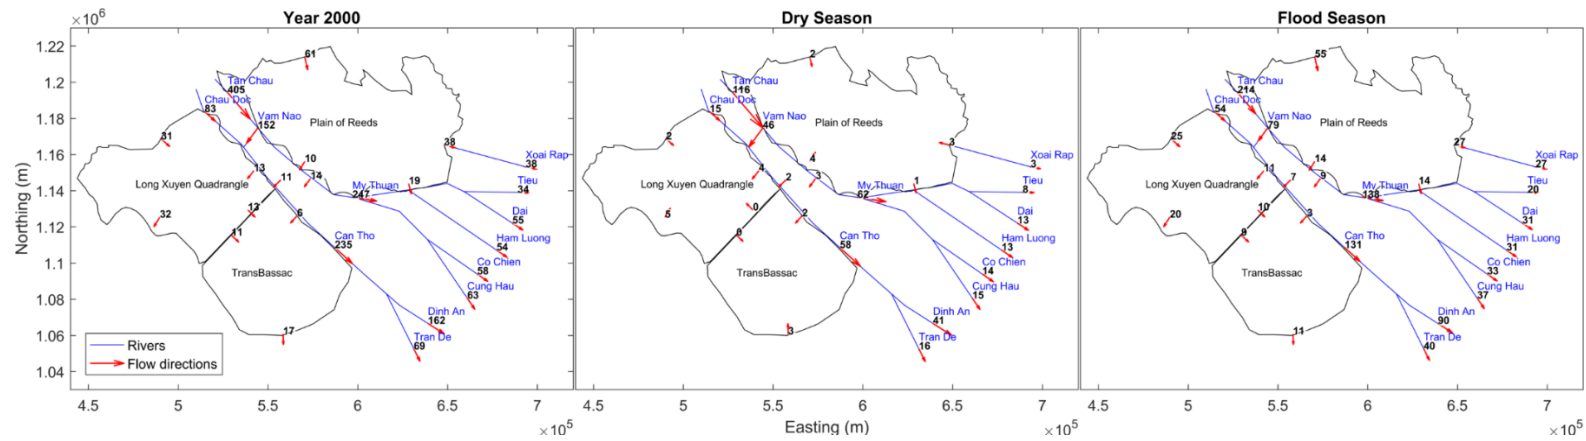 Year 2000
Dry Season
Flood Season
×10⁶
1.22
1.2
1.18
1.16
1.14
1.12
1.1
1.08
1.06
1.04
Northing (m)
61
Tan Chau
405
Chau Doc
83
Vam Nao
152
Plain of Reeds
31
38
10
Xoai Rap
38
13
14
Long Xuyen Quadrangle
11
My Thuan
247
19
Tieu
34
32
13
6
Dai
55
11
Can Tho
235
Ham Luong
54
TransBassac
Co Chien
58
Cung Hau
63
Dinh An
162
17
Tran De
69
Rivers
Flow directions
4.5
5
5.5
6
6.5
7
×10⁵
2
Tan Chau
116
Chau Doc
15
Vam Nao
46
Plain of Reeds
2
3
4
Xoai Rap
3
4
3
Long Xuyen Quadrangle
2
My Thuan
62
1
Tieu
8
5
0
2
Dai
13
0
Can Tho
58
Ham Luong
13
TransBassac
Co Chien
14
Cung Hau
15
Dinh An
41
3
Tran De
16
4.5
5
5.5
6
6.5
7
×10⁵
Easting (m)
55
Tan Chau
214
Chau Doc
54
Vam Nao
79
Plain of Reeds
25
27
14
Xoai Rap
27
11
9
Long Xuyen Quadrangle
7
My Thuan
138
14
Tieu
20
20
10
3
Dai
31
9
Can Tho
131
Ham Luong
31
TransBassac
Co Chien
33
Cung Hau
37
Dinh An
90
11
Tran De
40
4.5
5
5.5
6
6.5
7
×10⁵